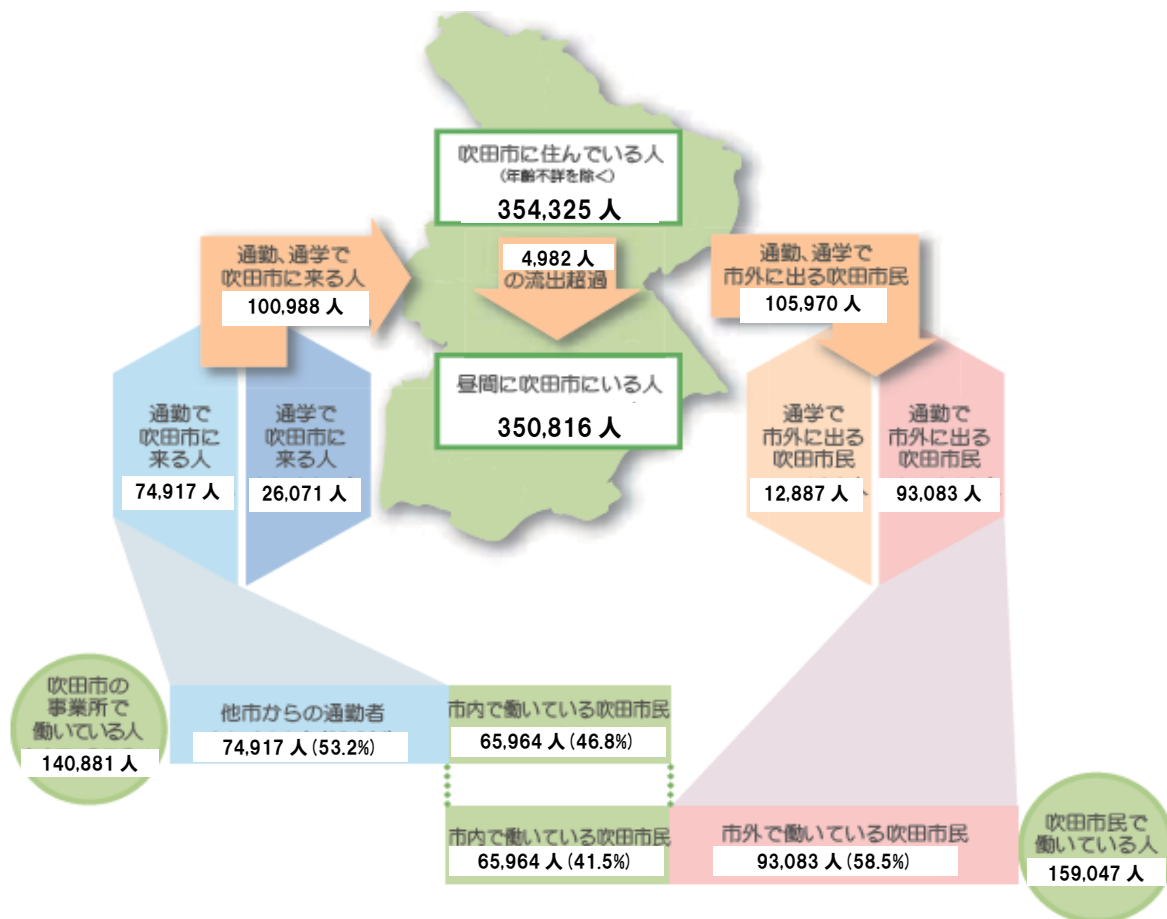 吹田市に住んでいる人
(年齢不詳を除く)
354,325 人
通勤、通学で
吹田市に来る人
100,988 人
4,982 人
の流出超過
通勤、通学で
市外に出る吹田市民
105,970 人
昼間に吹田市にいる人
350,816 人
通勤で
吹田市に
来る人
74,917 人
通学で
吹田市に
来る人
26,071 人
通学で
市外に出る
吹田市民
12,887 人
通勤で
市外に出る
吹田市民
93,083 人
吹田市の
事業所で
働いている人
140,881 人
他市からの通勤者
74,917 人 (53.2%)
市内で働いている吹田市民
65,964 人 (46.8%)
市内で働いている吹田市民
65,964 人 (41.5%)
市外で働いている吹田市民
93,083 人 (58.5%)
吹田市民で
働いている人
159,047 人